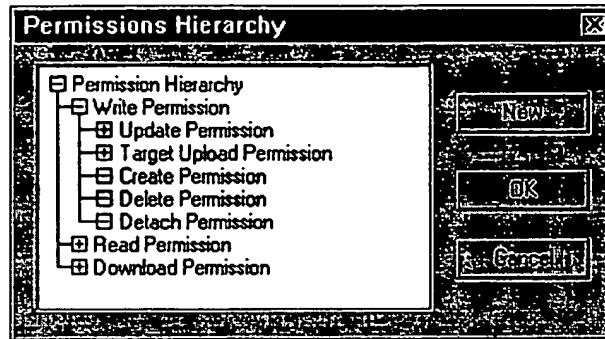 Permissions Hierarchy
Permission Hierarchy
Write Permission
Update Permission
Target Upload Permission
Create Permission
Delete Permission
Detach Permission
Read Permission
Download Permission
New
OK
Cancel